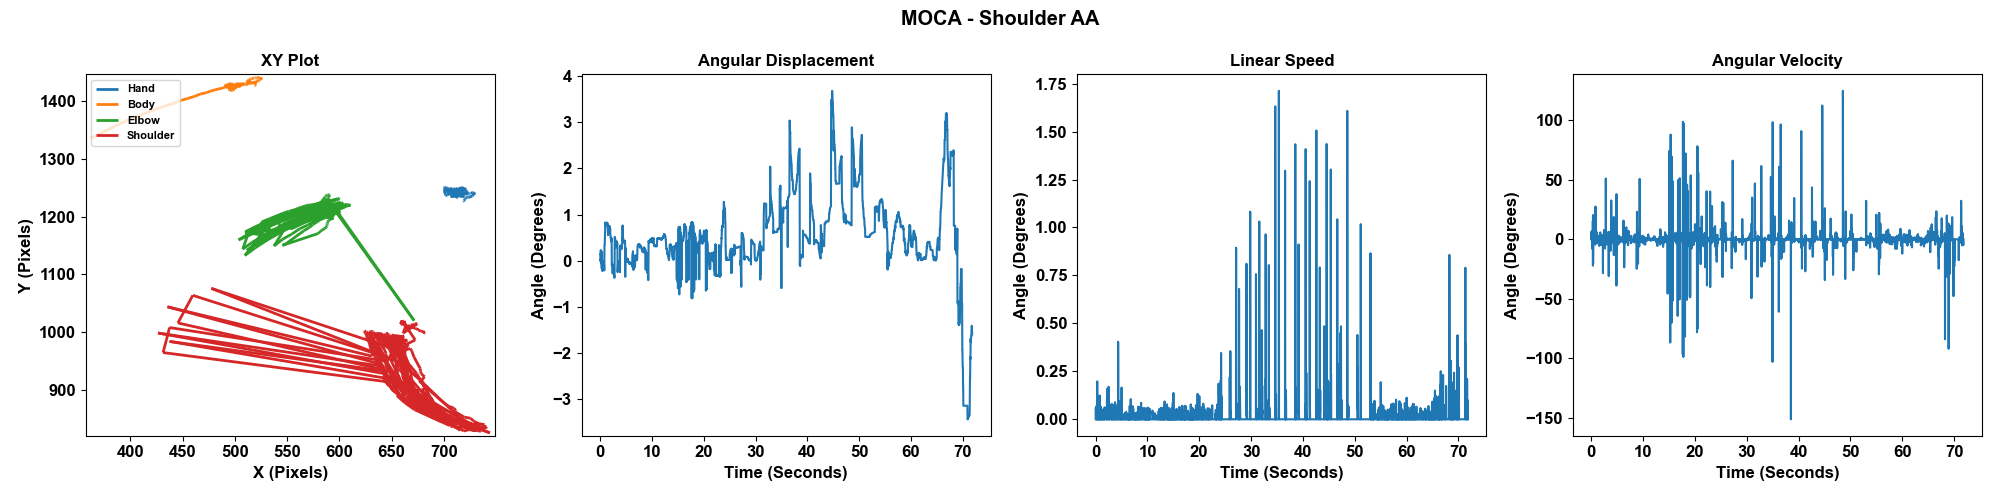 MOCA - Shoulder AA
XY Plot
Hand
Body
Elbow
Shoulder
1400
1300
1200
1100
1000
900
Y (Pixels)
400 450 500 550 600 650 700
X (Pixels)
Angular Displacement
4
3
2
1
0
−1
−2
−3
Angle (Degrees)
0 10 20 30 40 50 60 70
Time (Seconds)
Linear Speed
1.75
1.50
1.25
1.00
0.75
0.50
0.25
0.00
Angle (Degrees)
0 10 20 30 40 50 60 70
Time (Seconds)
Angular Velocity
100
50
0
−50
−100
−150
Angle (Degrees)
0 10 20 30 40 50 60 70
Time (Seconds)